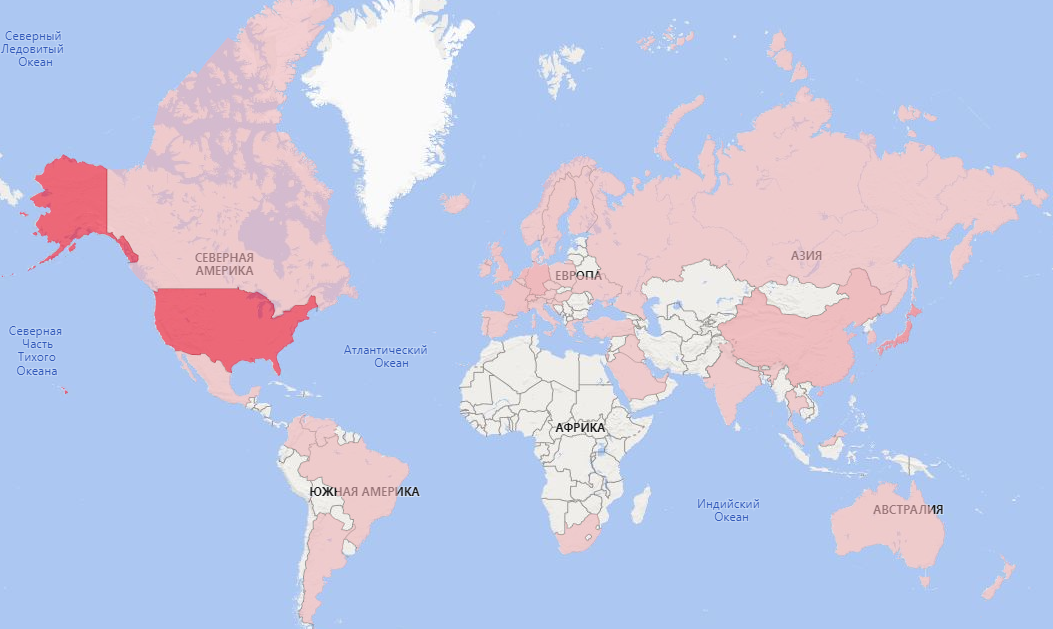 Северный
Ледовитый
Океан
СЕВЕРНАЯ
АМЕРИКА
ЕВРОПА
АЗИЯ
Северная
Часть
Тихого
Океана
Атлантический
Океан
АФРИКА
ЮЖНАЯ АМЕРИКА
Индийский
Океан
АВСТРАЛИЯ